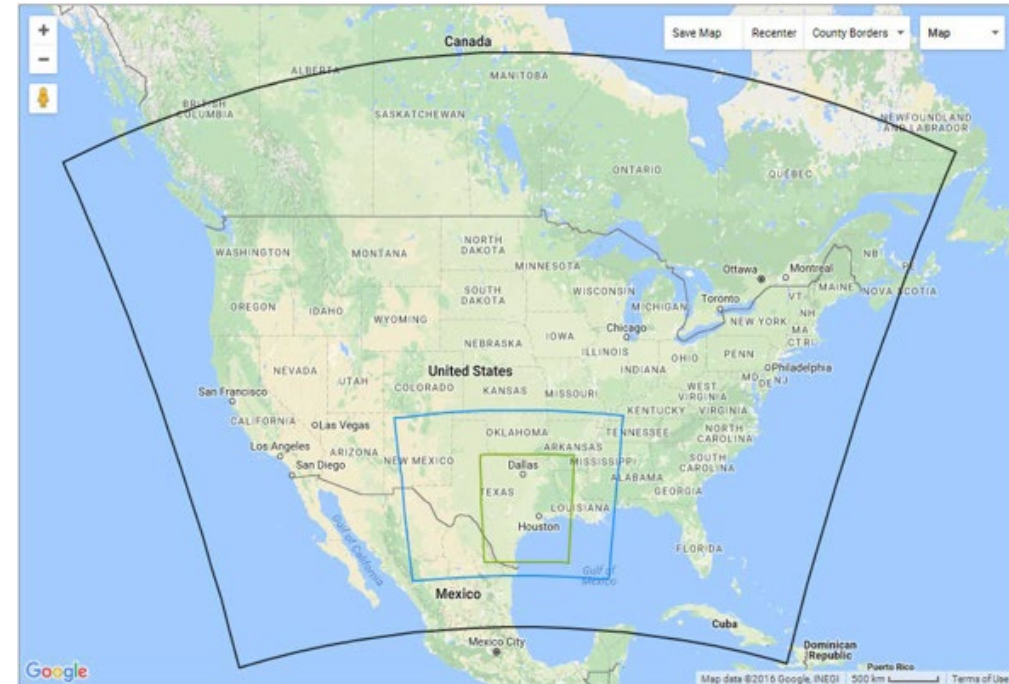 +
−
Save Map
Recenter
County Borders
Map
Canada
ALBERTA
MANITOBA
BRITISH
COLUMBIA
SASKATCHEWAN
NEWFOUNDLAND
AND LABRADOR
ONTARIO
QUÉBEC
WASHINGTON
MONTANA
NORTH
DAKOTA
MINNESOTA
Ottawa
Montreal
NB
PE
MAINE
NOVA SCOTIA
OREGON
IDAHO
WYOMING
SOUTH
DAKOTA
WISCONSIN
MICHIGAN
Toronto
VT
NH
NEW YORK
MA
CT RI
NEBRASKA
IOWA
Chicago
ILLINOIS
INDIANA
OHIO
PENN
Philadelphia
MD
DE
NJ
NEVADA
UTAH
COLORADO
United States
KANSAS
MISSOURI
WEST
VIRGINIA
KENTUCKY
VIRGINIA
San Francisco
CALIFORNIA
Las Vegas
Los Angeles
San Diego
ARIZONA
NEW MEXICO
OKLAHOMA
ARKANSAS
TENNESSEE
NORTH
CAROLINA
Dallas
MISSISSIPPI
SOUTH
CAROLINA
ALABAMA
GEORGIA
TEXAS
LOUISIANA
Houston
FLORIDA
Gulf of
California
Gulf of
Mexico
Mexico
Mexico City
Cuba
Dominican
Republic
Puerto Rico
Google
Map data ©2016 Google, INEGI
500 km
Terms of Use